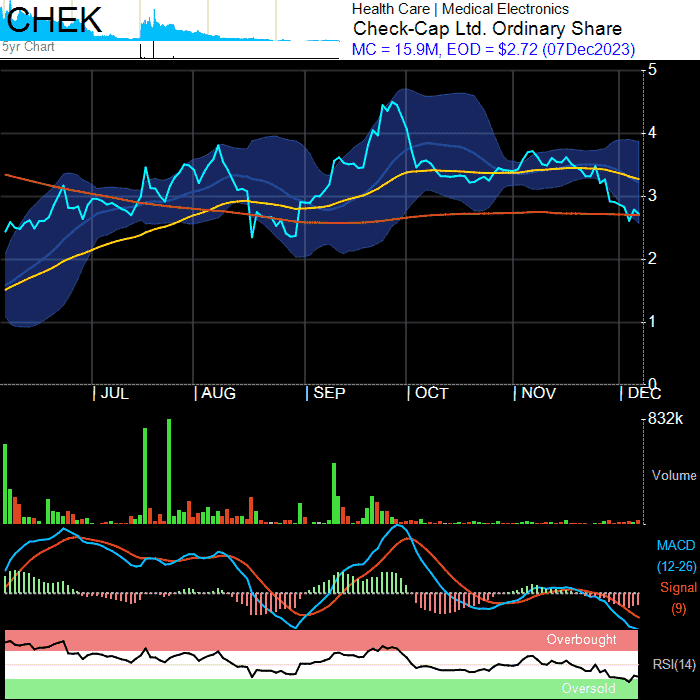 CHEK
5yr Chart
Health Care | Medical Electronics
Check-Cap Ltd. Ordinary Share
MC = 15.9M, EOD = $2.72 (07Dec2023)
5
4
3
2
1
0
| JUL | AUG | SEP | OCT | NOV | DEC
832k
Volume
MACD
(12-26)
Signal
(9)
Overbought
RSI(14)
Oversold